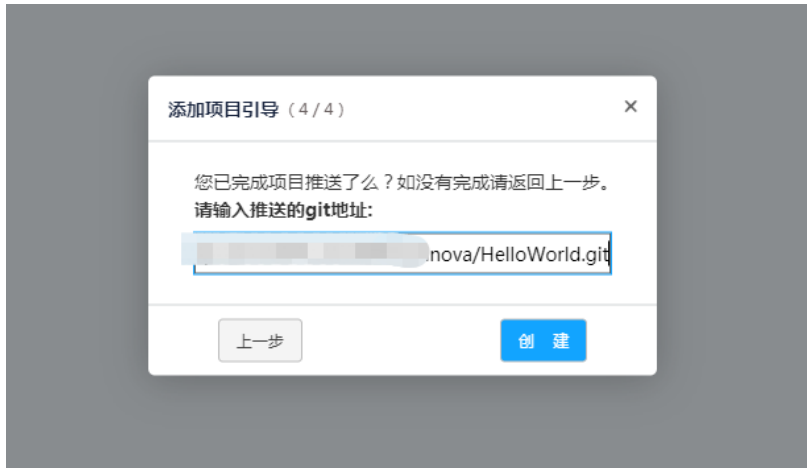 添加项目引导（4/4）
×
您已完成项目推送了么？如没有完成请返回上一步。
请输入推送的git地址:
nova/HelloWorld.git
上一步
创 建